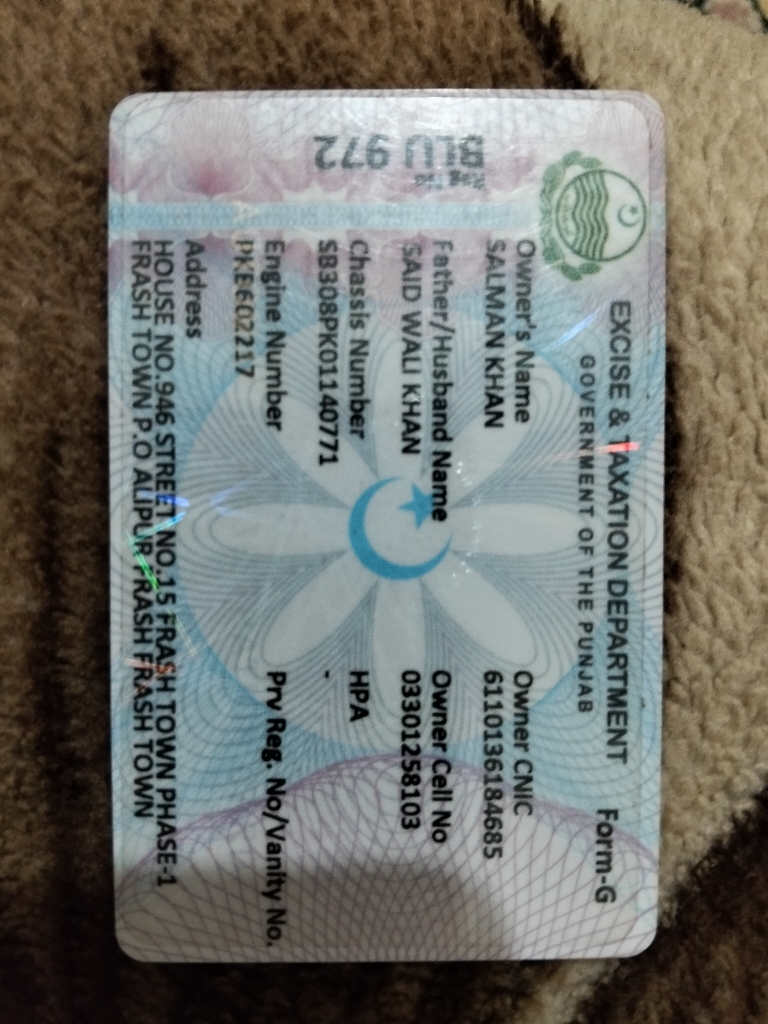 EXCISE & TAXATION DEPARTMENT
GOVERNMENT OF THE PUNJAB
Form-G
BLU 972
Owner's Name
SALMAN KHAN
Owner CNIC
6110136184685
Father/Husband Name
SAID WALI KHAN
Owner Cell No
03301258103
Chassis Number
SB308PK01140771
HPA
-
Engine Number
PKE602217
Prv Reg. No/Vanity No.
Address
HOUSE NO.946 STREET NO.15 FRASH TOWN PHASE-1
FRASH TOWN P.O ALIPUR FRASH FRASH TOWN